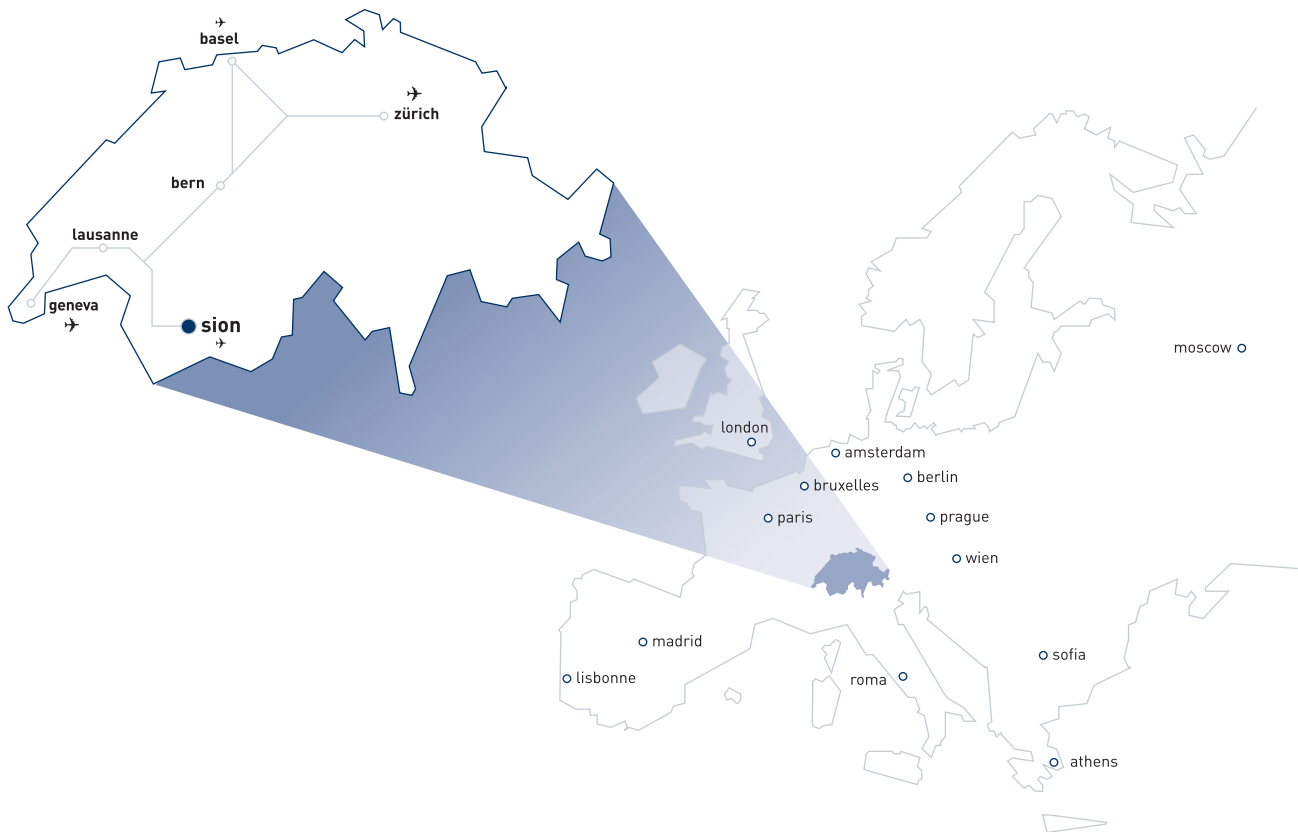 basel
zürich
bern
lausanne
geneva
sion
moscow
london
amsterdam
berlin
bruxelles
prague
paris
wien
madrid
sofia
lisbonne
roma
athens